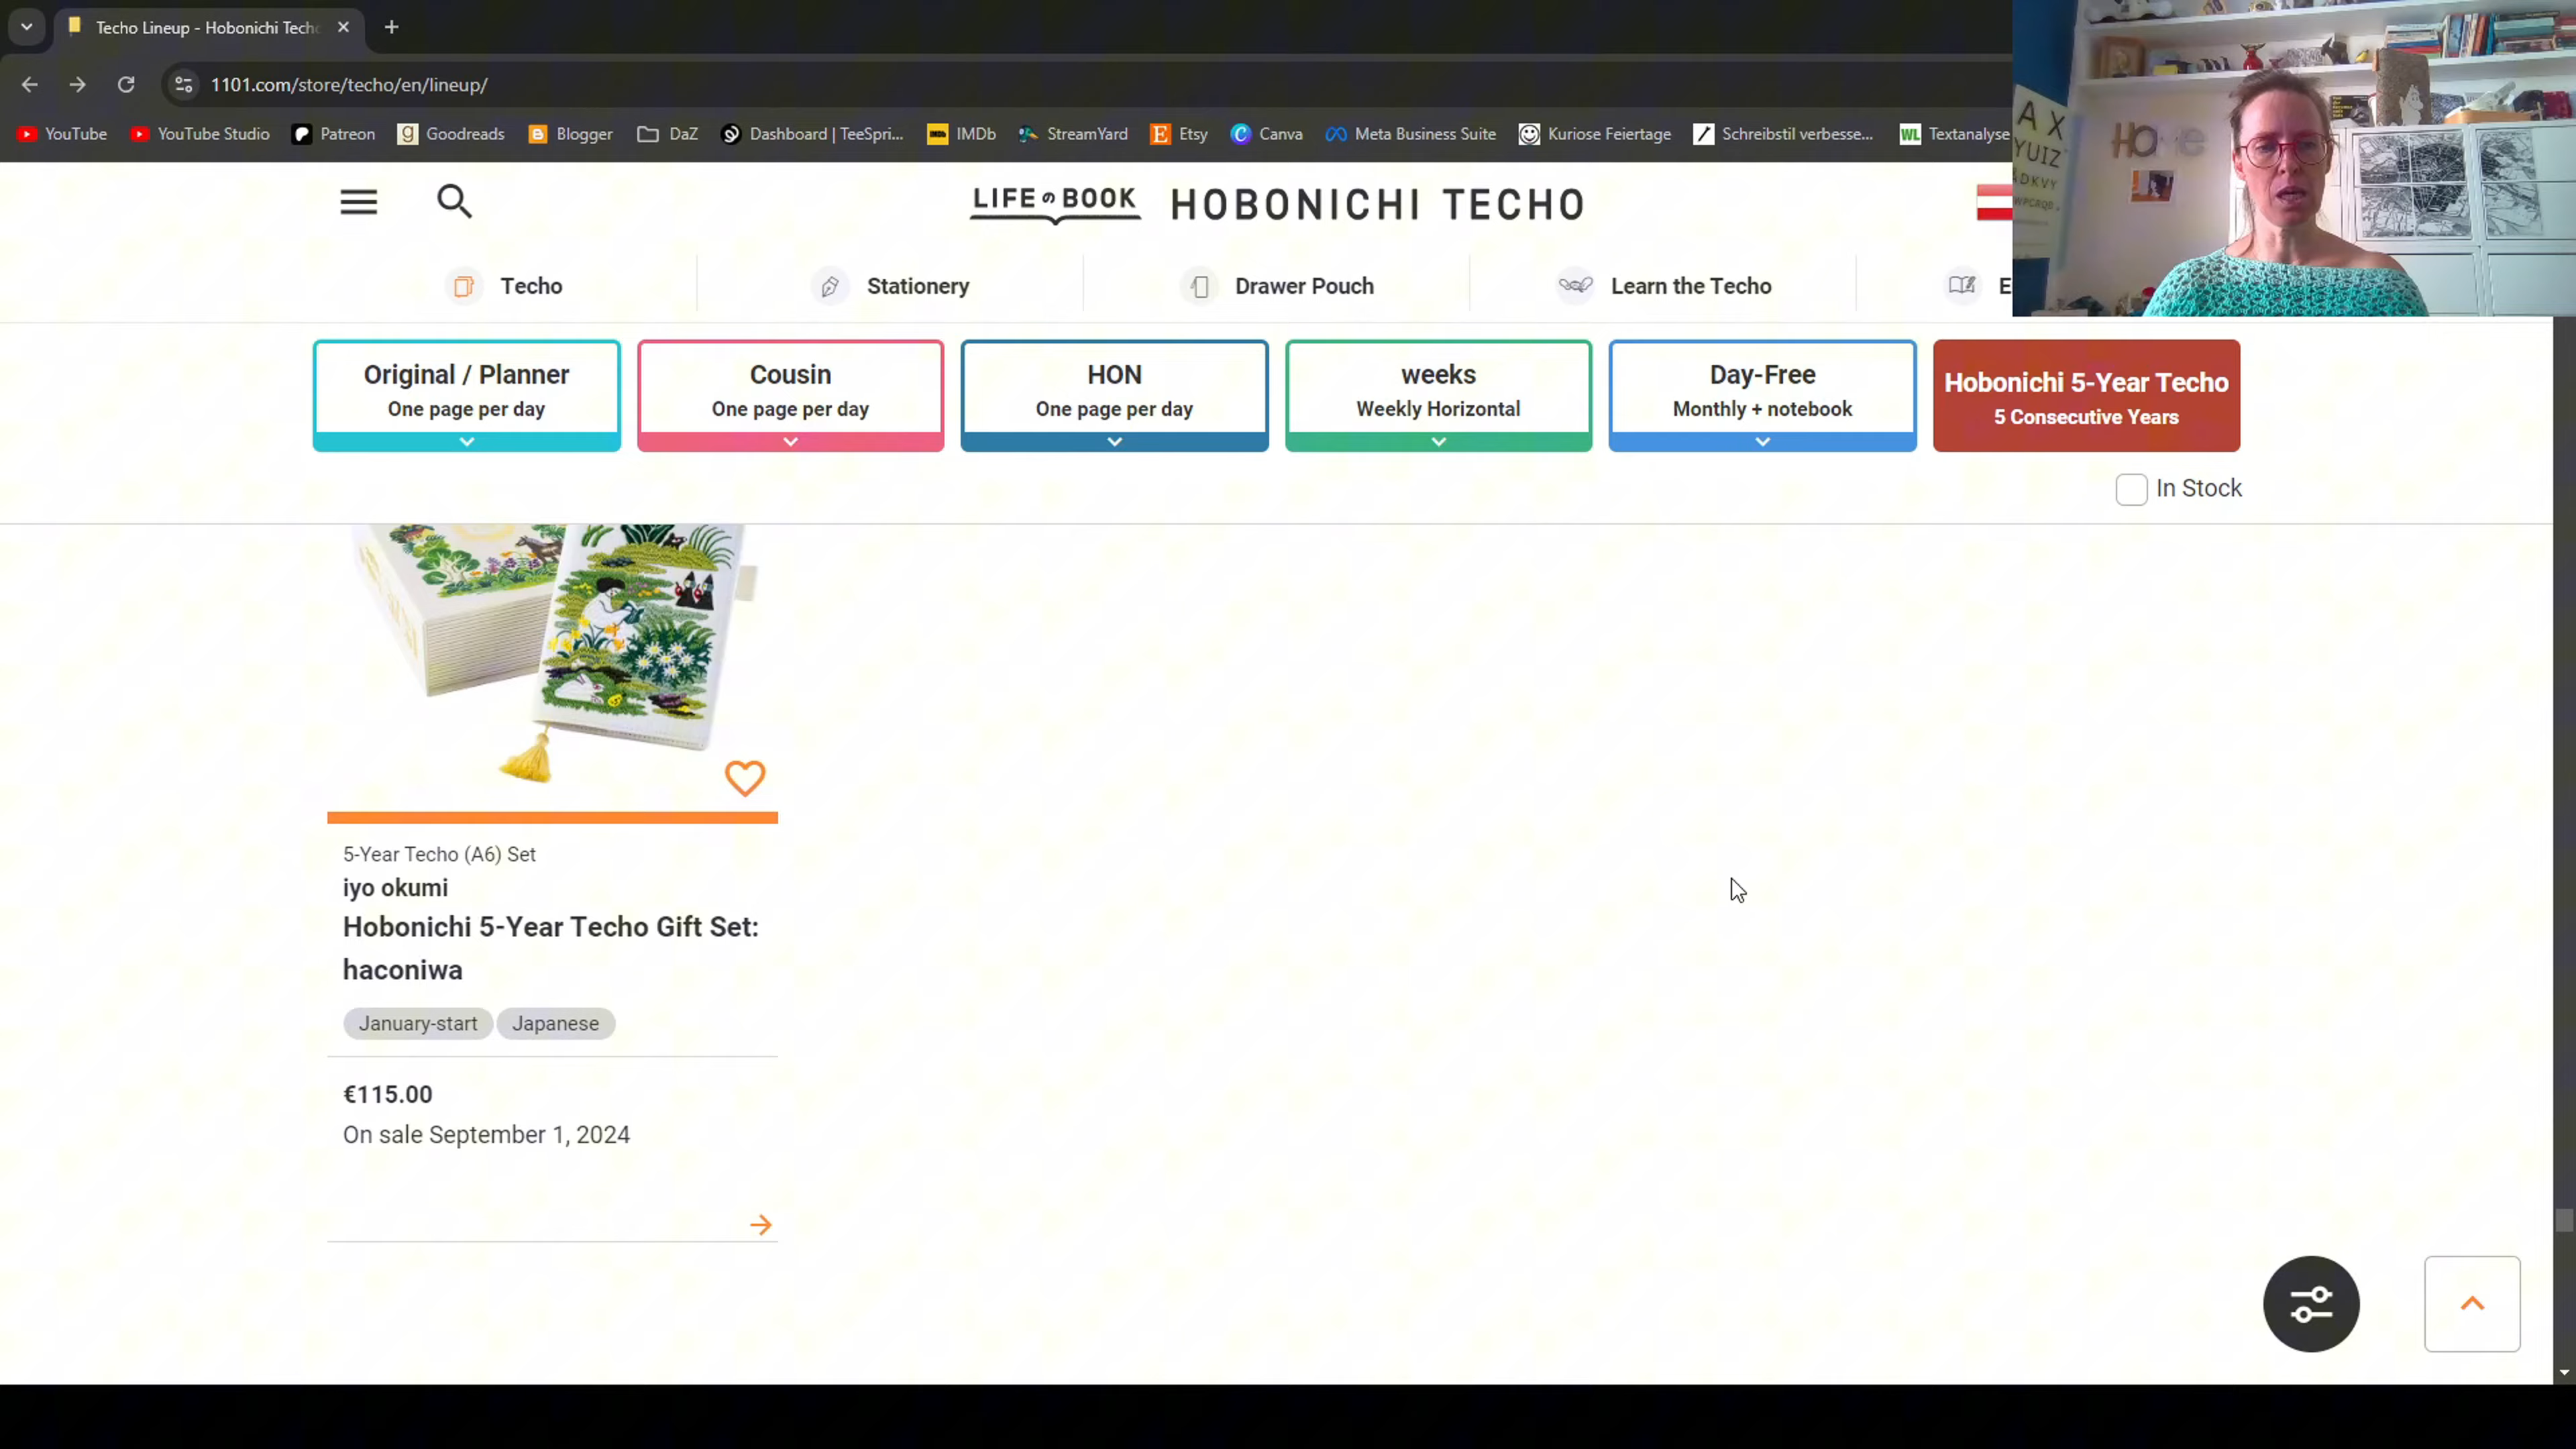 Techo Lineup - Hobonichi Techo
1101.com/store/techo/en/lineup/
YouTube
YouTube Studio
Patreon
Goodreads
Blogger
DaZ
Dashboard | TeeSpri...
IMDb
StreamYard
Etsy
Canva
Meta Business Suite
Kuriose Feiertage
Schreibstil verbesse...
WL
Textanalyse
LIFE の BOOK
HOBONICHI TECHO
Techo
Stationery
Drawer Pouch
Learn the Techo
E
Original / Planner
One page per day
Cousin
One page per day
HON
One page per day
weeks
Weekly Horizontal
Day-Free
Monthly + notebook
Hobonichi 5-Year Techo
5 Consecutive Years
In Stock
5-Year Techo (A6) Set
iyo okumi
Hobonichi 5-Year Techo Gift Set:
haconiwa
January-start
Japanese
€115.00
On sale September 1, 2024
A X
YUIZ
DKVY